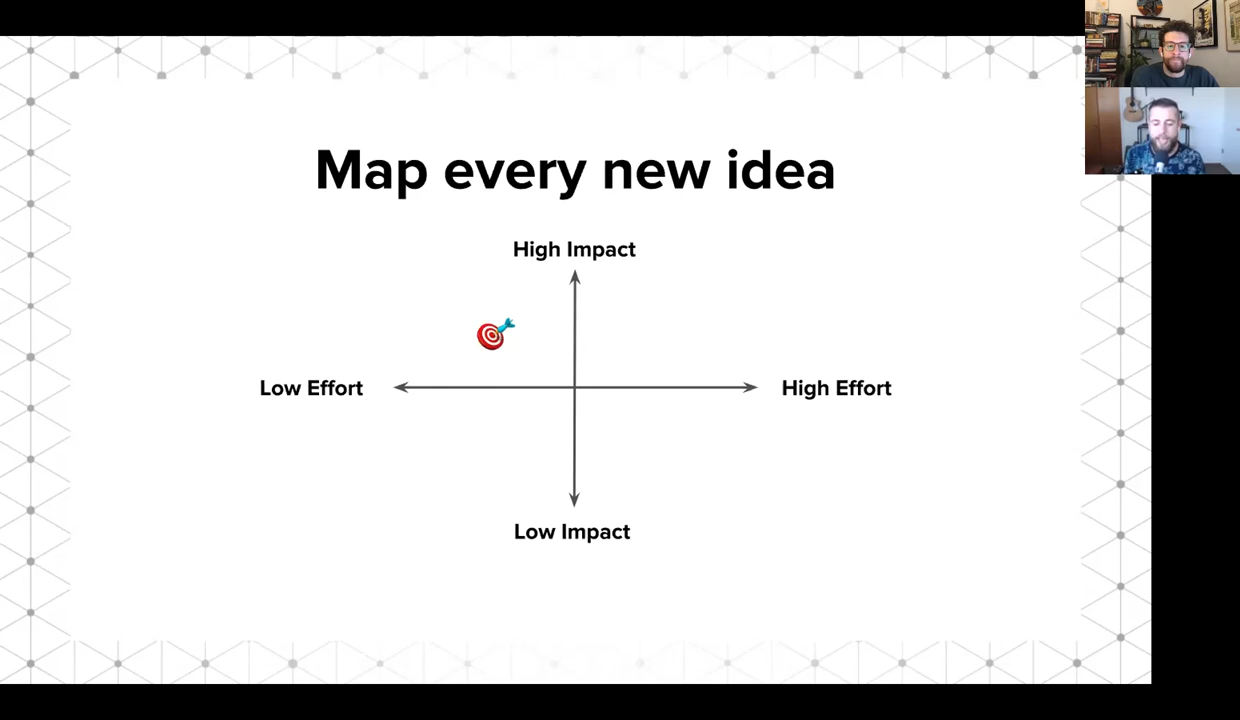 Map every new idea
High Impact
Low Effort
High Effort
Low Impact